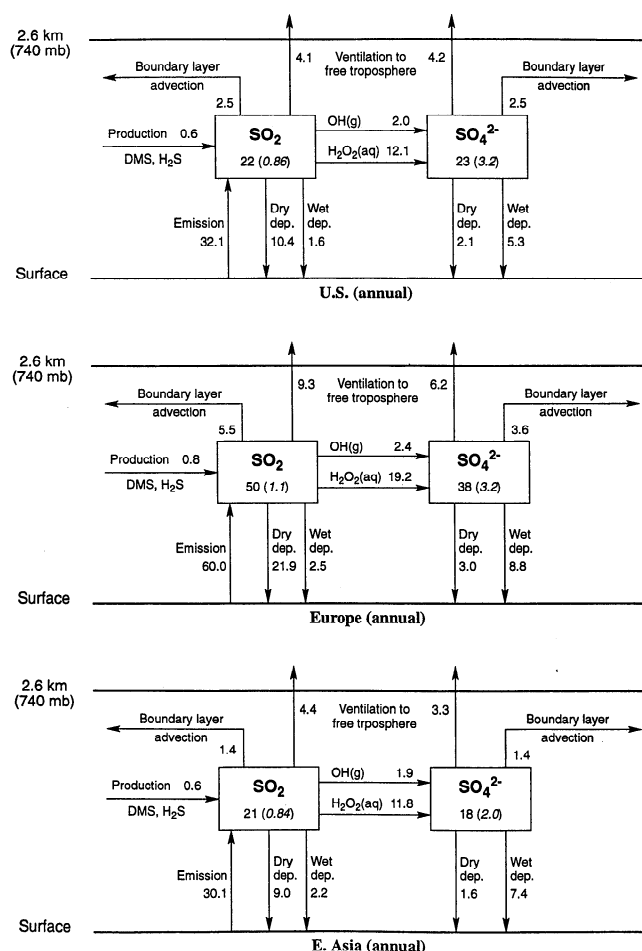 2.6 km
(740 mb)
4.1
Ventilation to
free troposphere
4.2
Boundary layer
advection
2.5
Boundary layer
advection
2.5
Production 0.6
DMS, H₂S
SO₂
22 (0.86)
OH(g) 2.0
H₂O₂(aq) 12.1
SO₄²⁻
23 (3.2)
Emission
32.1
Dry
dep.
10.4
Wet
dep.
1.6
Dry
dep.
2.1
Wet
dep.
5.3
Surface
U.S. (annual)
2.6 km
(740 mb)
9.3
Ventilation to
free troposphere
6.2
Boundary layer
advection
5.5
Boundary layer
advection
3.6
Production 0.8
DMS, H₂S
SO₂
50 (1.1)
OH(g) 2.4
H₂O₂(aq) 19.2
SO₄²⁻
38 (3.2)
Emission
60.0
Dry
dep.
21.9
Wet
dep.
2.5
Dry
dep.
3.0
Wet
dep.
8.8
Surface
Europe (annual)
2.6 km
(740 mb)
4.4
Ventilation to
free trposphere
3.3
Boundary layer
advection
1.4
Boundary layer
advection
1.4
Production 0.6
DMS, H₂S
SO₂
21 (0.84)
OH(g) 1.9
H₂O₂(aq) 11.8
SO₄²⁻
18 (2.0)
Emission
30.1
Dry
dep.
9.0
Wet
dep.
2.2
Dry
dep.
1.6
Wet
dep.
7.4
Surface
E. Asia (annual)